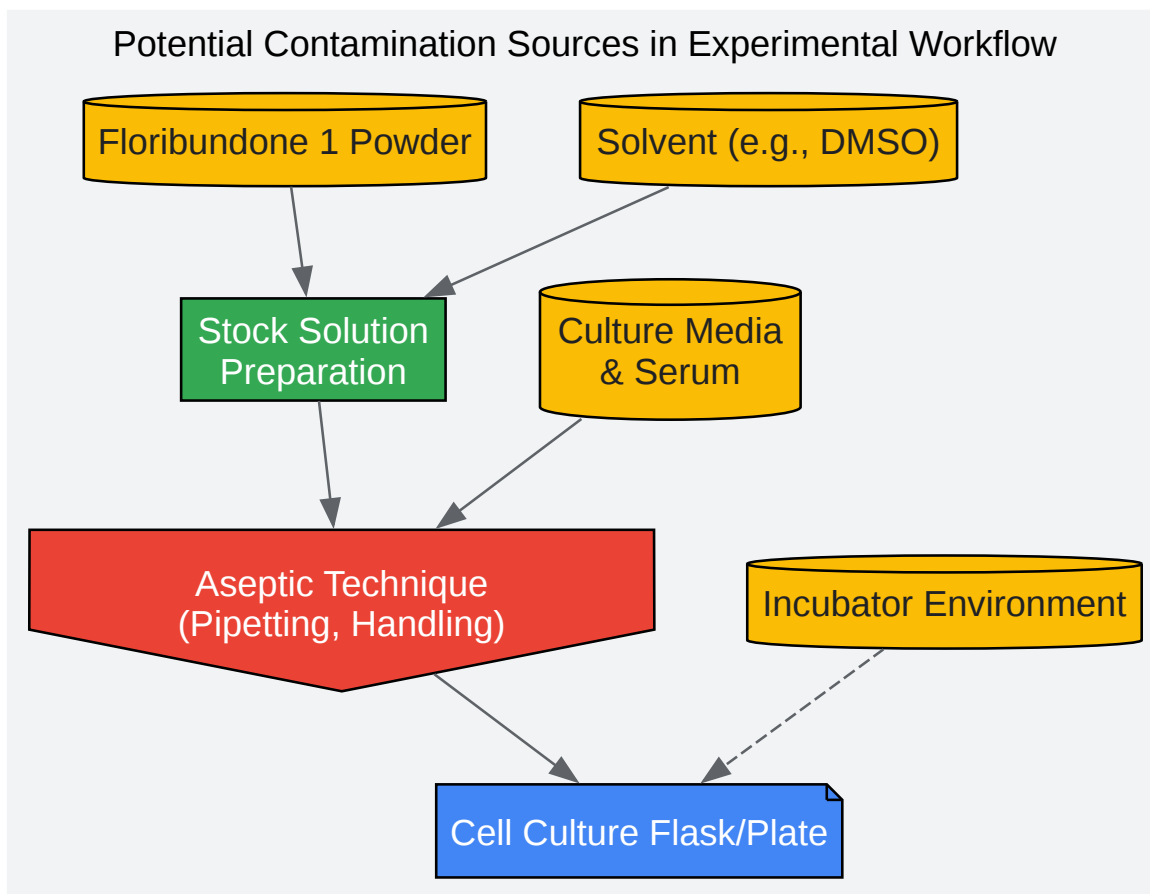 Potential Contamination Sources in Experimental Workflow
Floribundone 1 Powder
Solvent (e.g., DMSO)
Stock Solution
Preparation
Culture Media
& Serum
Aseptic Technique
(Pipetting, Handling)
Incubator Environment
Cell Culture Flask/Plate